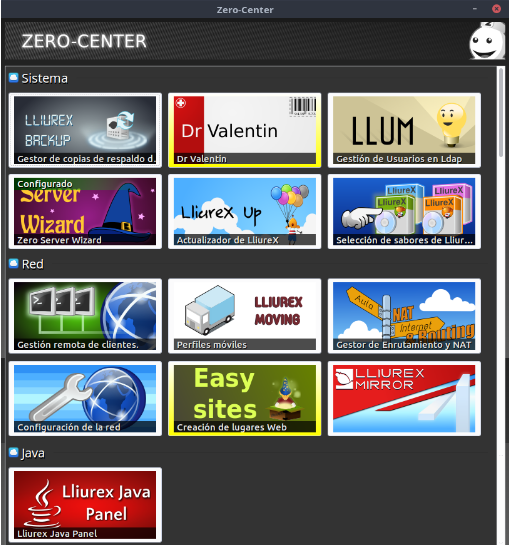 Zero-Center
ZERO-CENTER
Sistema
LLIUREX
BACKUP
Gestor de copias de respaldo d...
Dr Valentin
Dr Valentin
LLUM
Gestión de Usuarios en Ldap
Configurado
Server
Wizard
Zero Server Wizard
LliureX Up
Actualizador de LliureX
LliureX
LliureX
LliureX
Selección de sabores de Lliur...
Red
Gestión remota de clientes.
LLIUREX
MOVING
Perfiles móviles
Aula
NAT
Internet
& Routing
Gestor de Enrutamiento y NAT
Configuración de la red
Easy
sites
Creación de lugares Web
LLIUREX
MIRROR
Java
Lliurex Java
Panel
Lliurex Java Panel